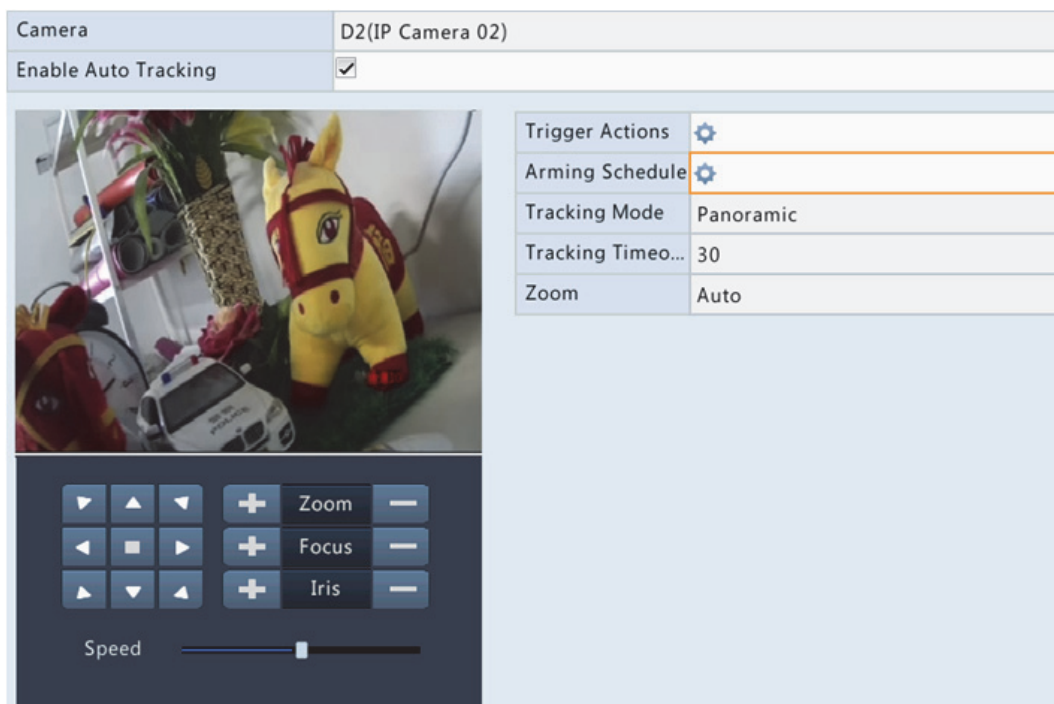 Camera D2(IP Camera 02)
Enable Auto Tracking
Trigger Actions
Arming Schedule
Tracking Mode Panoramic
Tracking Timeo... 30
Zoom Auto
POLICE
Zoom
Focus
Iris
Speed